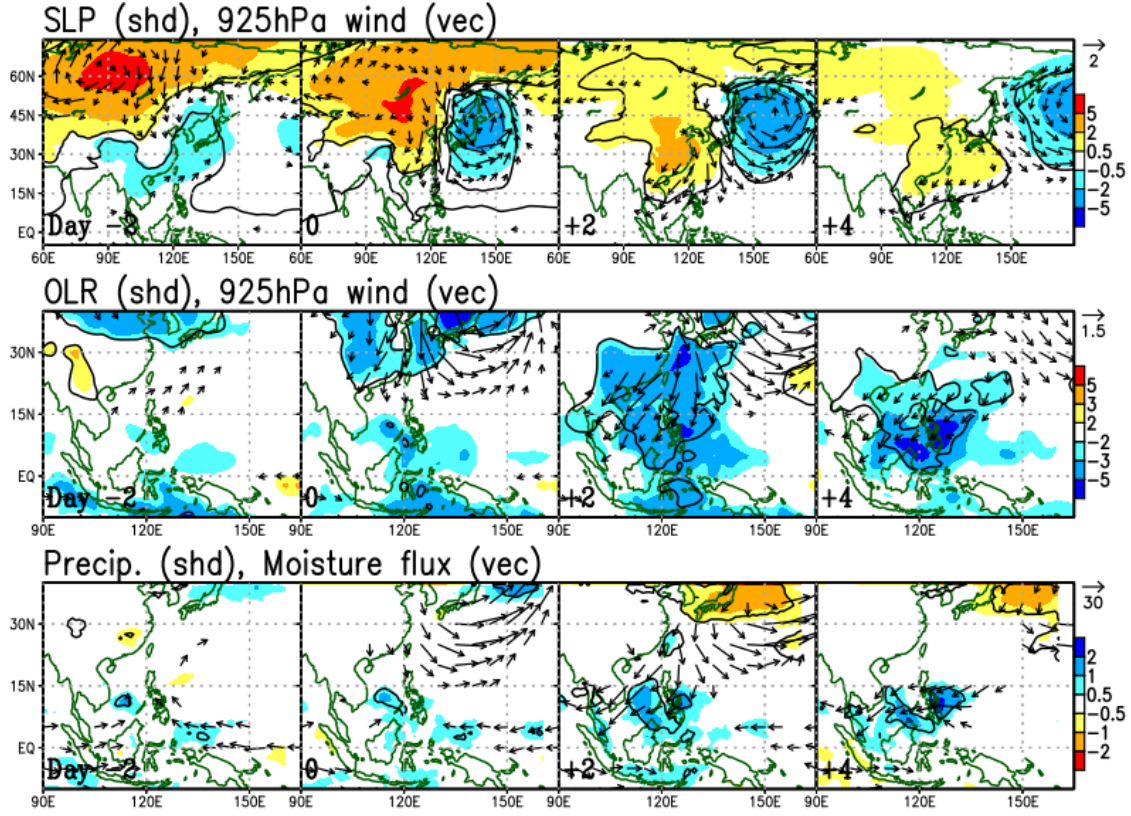 SLP (shd), 925hPa wind (vec)
2
60N
45N
30N
15N
EQ
5
2
0.5
-0.5
-2
-5
Day -2
0
+2
+4
60E 90E 120E 150E 60E 90E 120E 150E 60E 90E 120E 150E 60E 90E 120E 150E
OLR (shd), 925hPa wind (vec)
1.5
30N
15N
EQ
5
3
2
-2
-3
-5
Day -2
0
+2
+4
90E 120E 150E 90E 120E 150E 90E 120E 150E 90E 120E 150E
Precip. (shd), Moisture flux (vec)
30
30N
15N
EQ
2
1
0.5
-0.5
-1
-2
Day -2
0
+2
+4
90E 120E 150E 90E 120E 150E 90E 120E 150E 90E 120E 150E